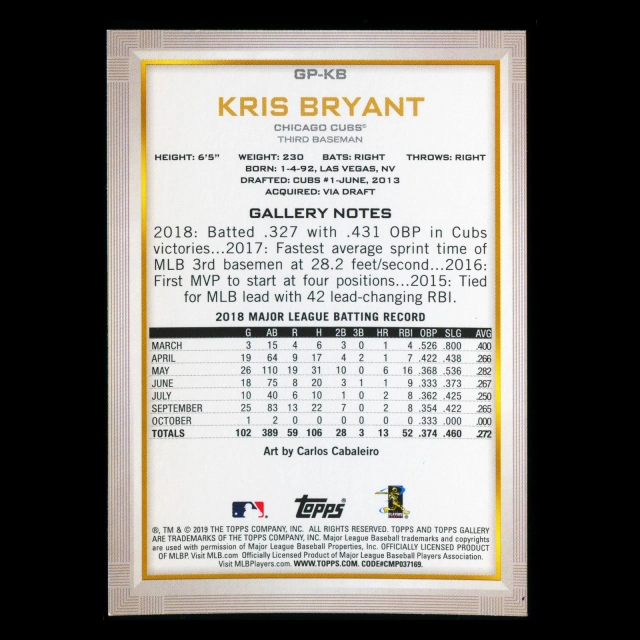 GP-KB
KRIS BRYANT
CHICAGO CUBS®
THIRD BASEMAN
HEIGHT: 6'5" WEIGHT: 230 BATS: RIGHT THROWS: RIGHT
BORN: 1-4-92, LAS VEGAS, NV
DRAFTED: CUBS #1-JUNE, 2013
ACQUIRED: VIA DRAFT
GALLERY NOTES
2018: Batted .327 with .431 OBP in Cubs
victories...2017: Fastest average sprint time of
MLB 3rd basemen at 28.2 feet/second...2016:
First MVP to start at four positions...2015: Tied
for MLB lead with 42 lead-changing RBI.
2018 MAJOR LEAGUE BATTING RECORD
G AB R H 2B 3B HR RBI OBP SLG AVG
MARCH 3 15 4 6 3 0 1 4 .526 .800 .400
APRIL 19 64 9 17 4 2 1 7 .422 .438 .266
MAY 26 110 19 31 10 0 6 16 .368 .536 .282
JUNE 18 75 8 20 3 1 1 9 .333 .373 .267
JULY 10 40 6 10 1 0 2 8 .362 .425 .250
SEPTEMBER 25 83 13 22 7 0 2 8 .354 .422 .265
OCTOBER 1 2 0 0 0 0 0 0 .333 .000 .000
TOTALS 102 389 59 106 28 3 13 52 .374 .460 .272
Art by Carlos Cabaleiro
Topps
®, TM & © 2019 THE TOPPS COMPANY, INC. ALL RIGHTS RESERVED. TOPPS AND TOPPS GALLERY
ARE TRADEMARKS OF THE TOPPS COMPANY, INC. Major League Baseball trademarks and copyrights
are used with permission of Major League Baseball Properties, Inc. OFFICIALLY LICENSED PRODUCT
OF MLBP. Visit MLB.com Officially Licensed Product of Major League Baseball Players Association.
Visit MLBPlayers.com. WWW.TOPPS.COM. CODE#CMP037169.